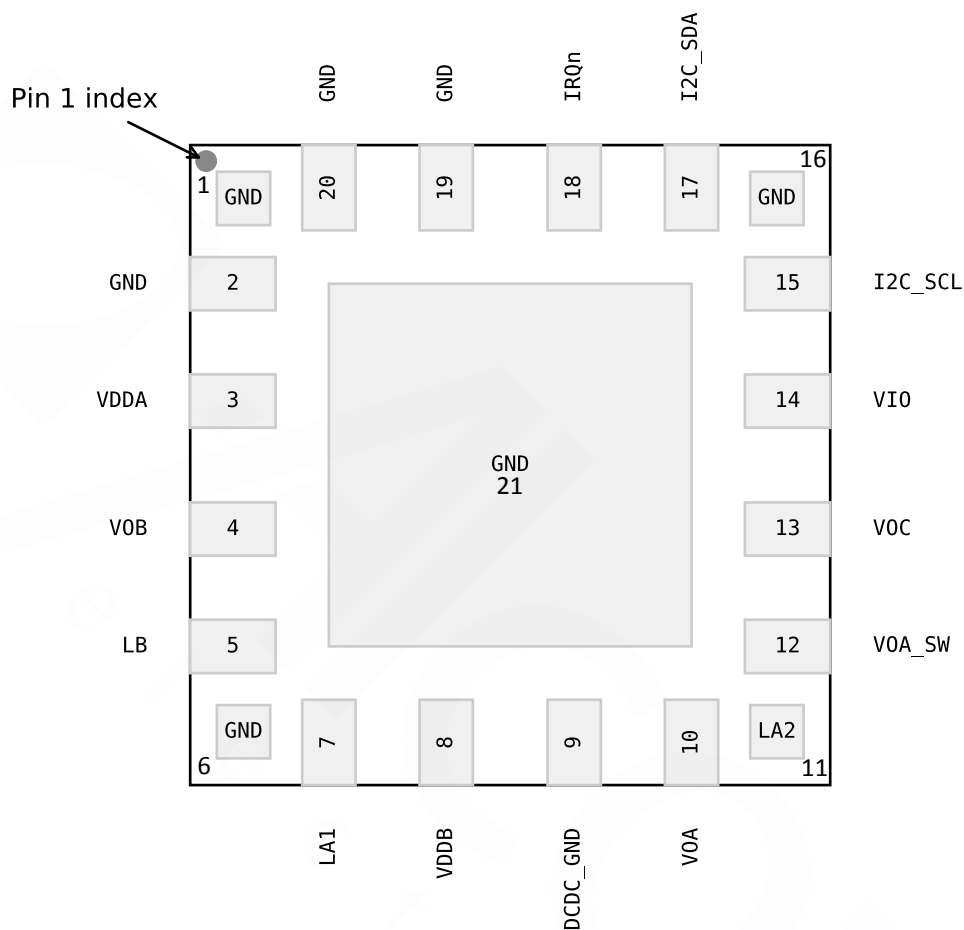 I2C_SDA
IRQn
GND
GND
Pin 1 index
1
GND
20
19
18
17
GND
16
GND
2
15
I2C_SCL
VDDA
3
14
VIO
GND
21
VOB
4
13
VOC
LB
5
12
VOA_SW
6
GND
7
8
9
10
LA2
11
LA1
VDDB
DCDC_GND
VOA